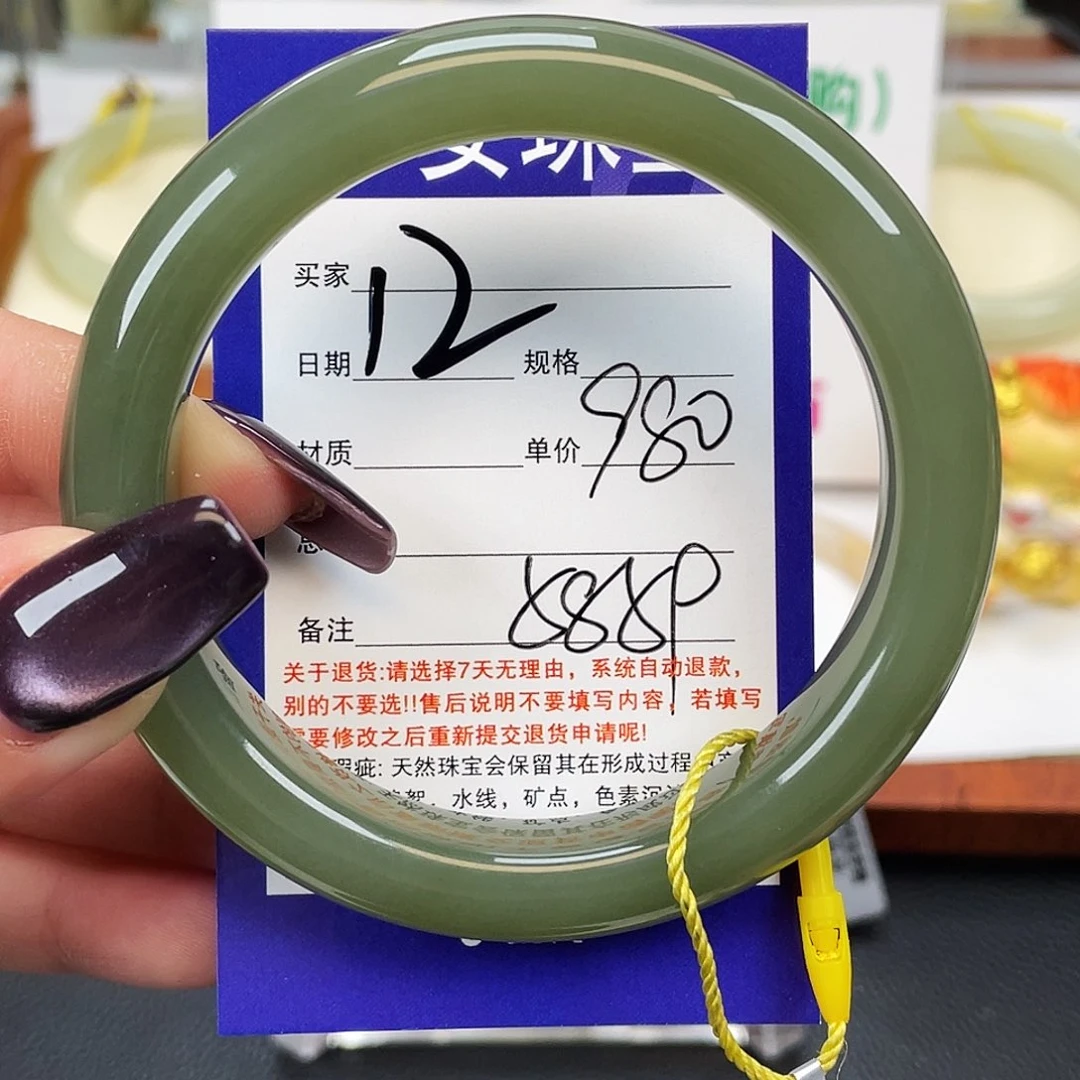 购）
买家
12
日期 规格
980
材质 单价
备注
关于退货:请选择7天无理由，系统自动退款，
别的不要选!!售后说明不要填写内容，若填写
需要修改之后重新提交退货申请呢!
瑕疵: 天然珠宝会保留其在形成过程
水线，矿点，色素沉